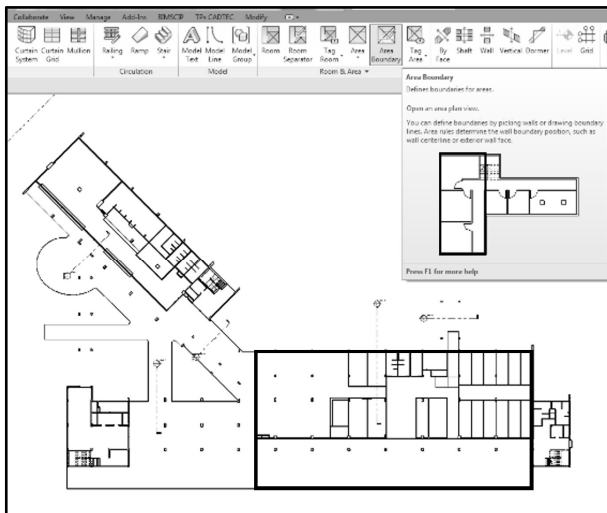 Collaborate View Manage Add-Ins BIMSCIP TPs CADTEC Modify
Curtain System Curtain Grid Mullion Railing Ramp Stair Model Text Model Line Model Group Room Room Separator Tag Room Area Area Boundary Tag Area By Face Shaft Wall Vertical Dormer Level Grid
Circulation Model Room & Area
Area Boundary
Defines boundaries for areas.
Open an area plan view.
You can define boundaries by picking walls or drawing boundary
lines. Area rules determine the wall boundary position, such as
wall centerline or exterior wall face.
Press F1 for more help